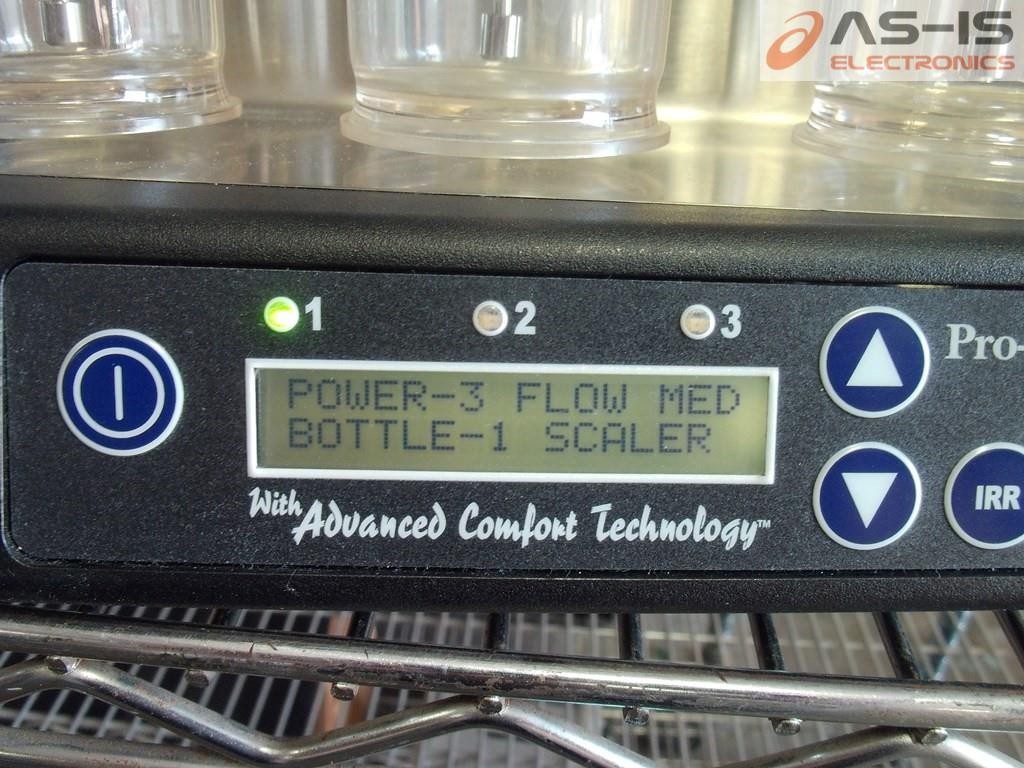 AS-IS
ELECTRONICS
1 2 3
Pro-
POWER-3 FLOW MED
BOTTLE-1 SCALER
IRR
With Advanced Comfort Technology™